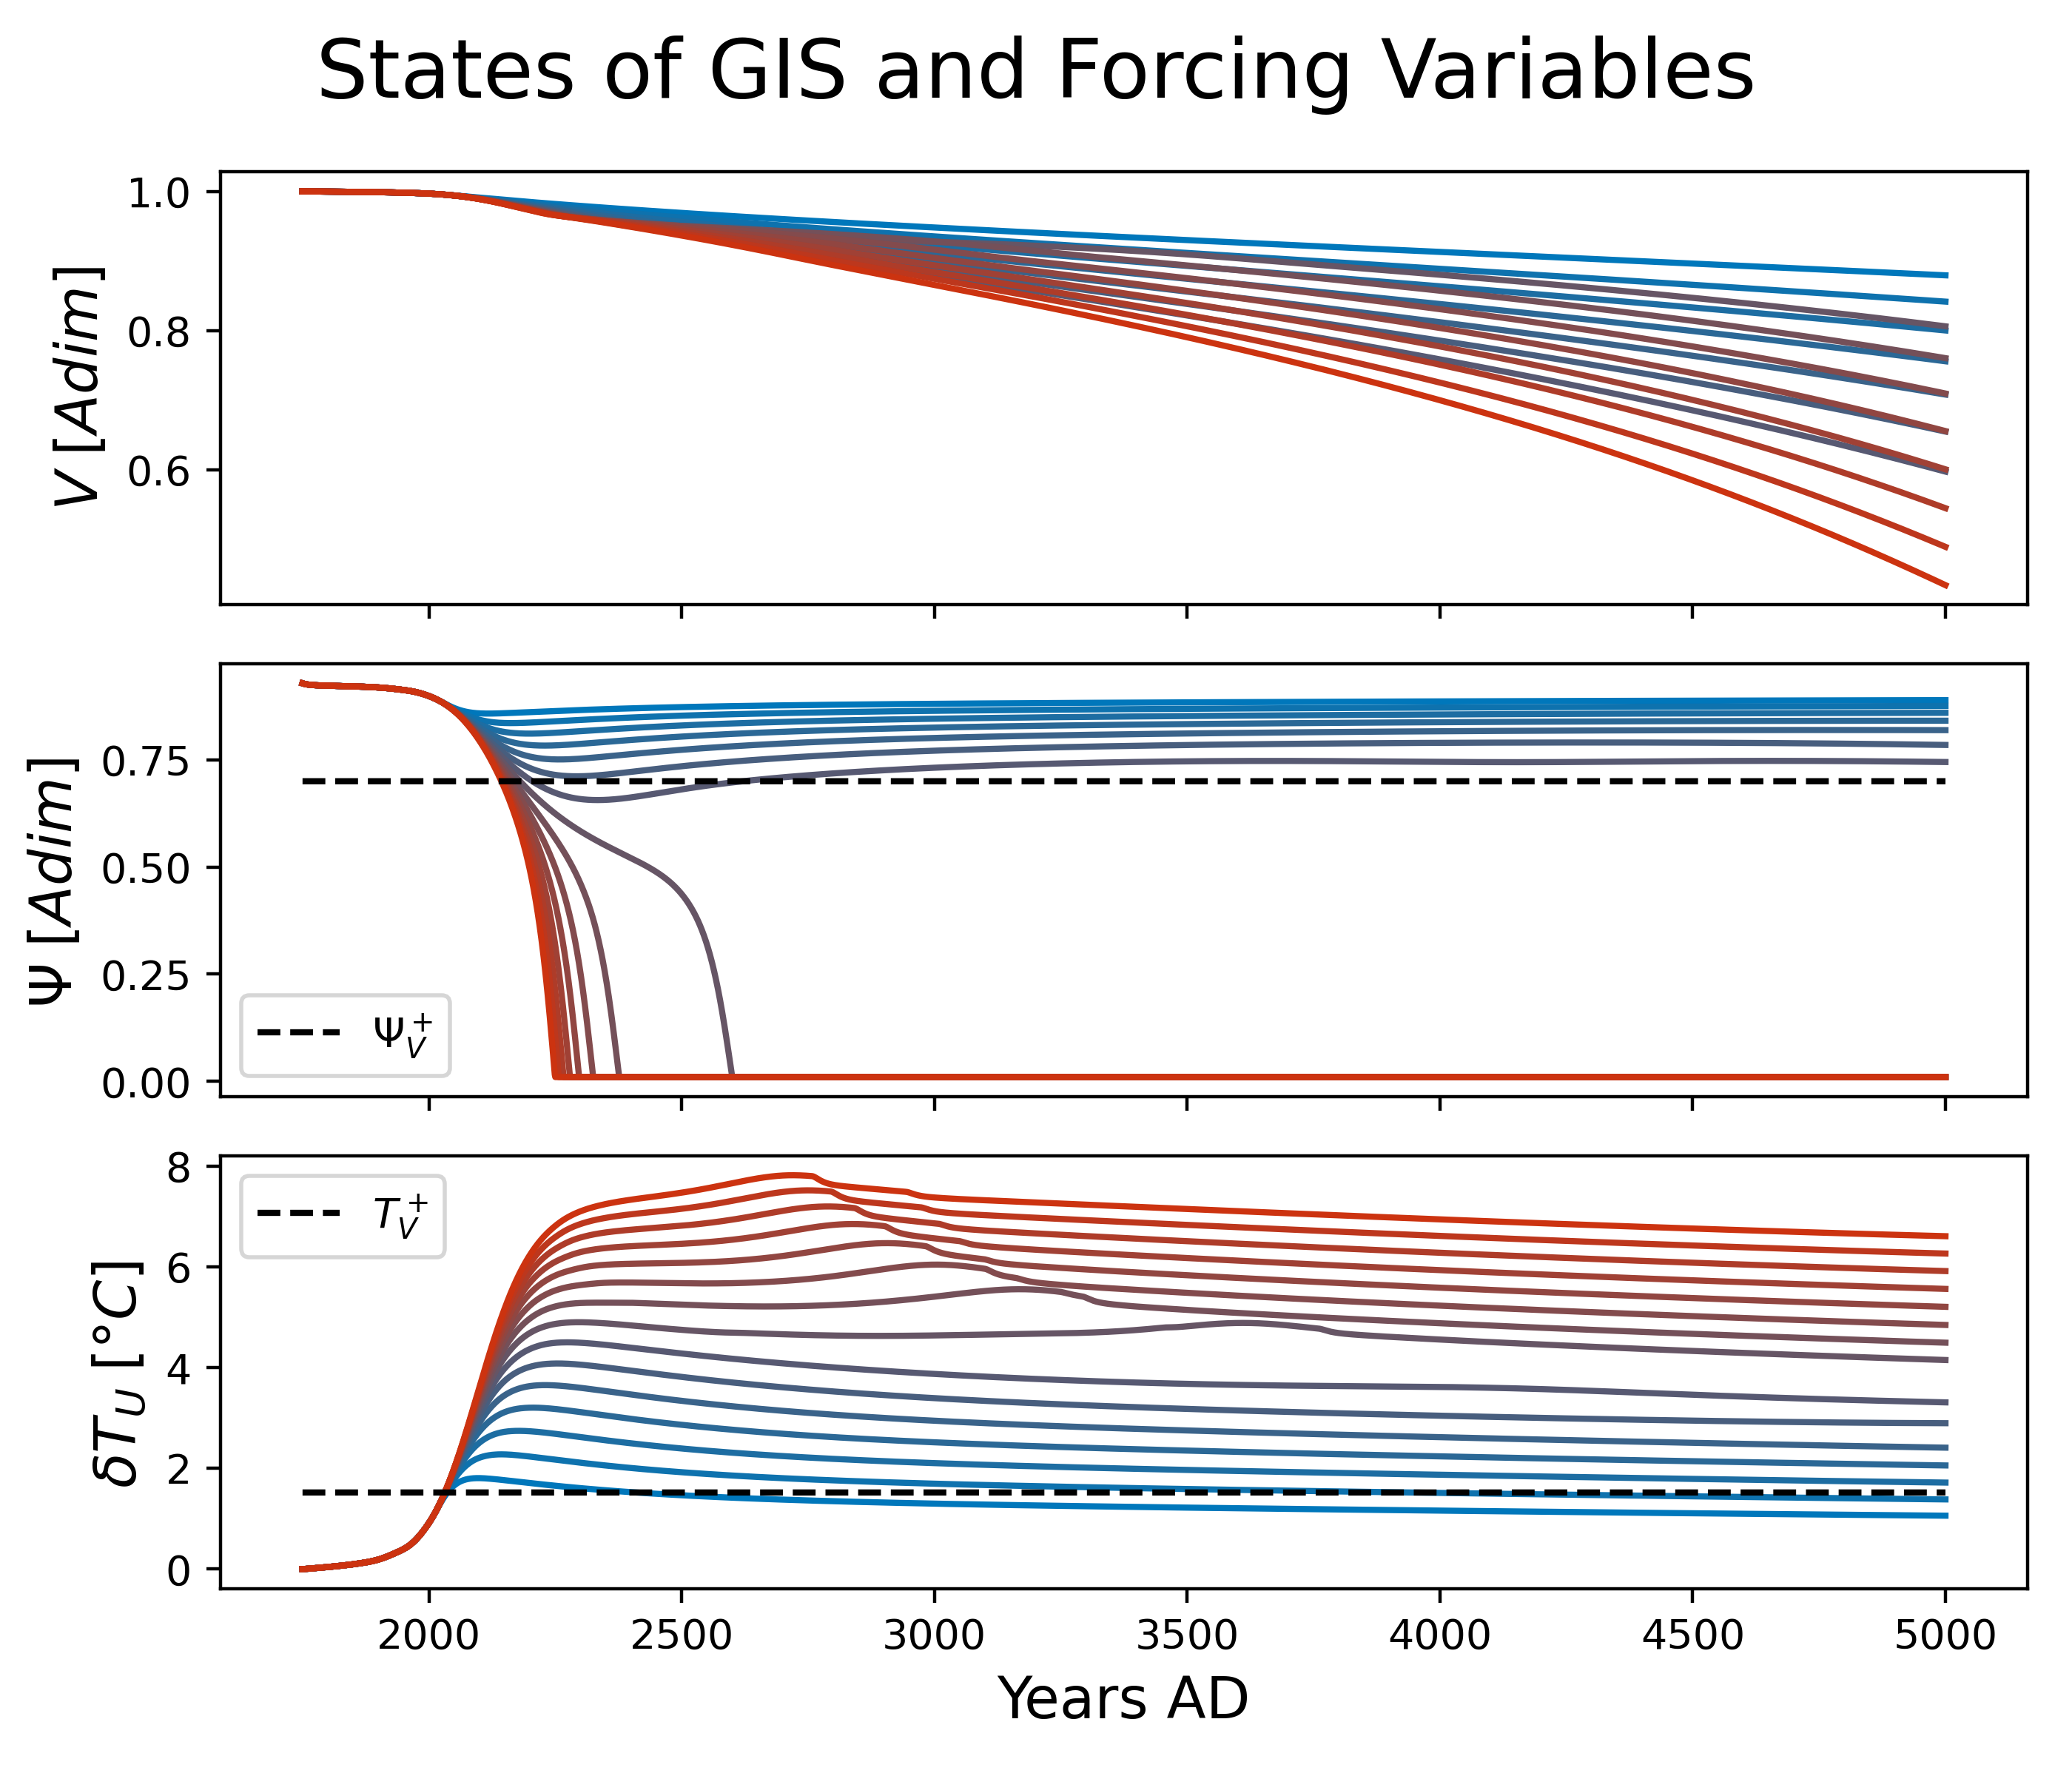 States of GIS and Forcing Variables
V [Adim]
1.0
0.8
0.6
Ψ [Adim]
0.75
0.50
0.25
0.00
Ψ_V^+
δT_U [°C]
8
6
4
2
0
T_V^+
2000 2500 3000 3500 4000 4500 5000
Years AD